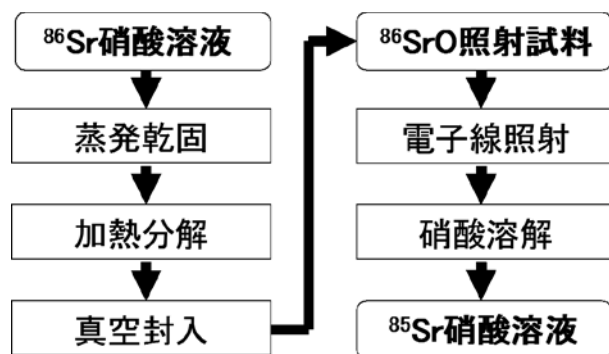 ⁸⁶Sr硝酸溶液
蒸発乾固
加熱分解
真空封入
⁸⁶SrO照射試料
電子線照射
硝酸溶解
⁸⁵Sr硝酸溶液